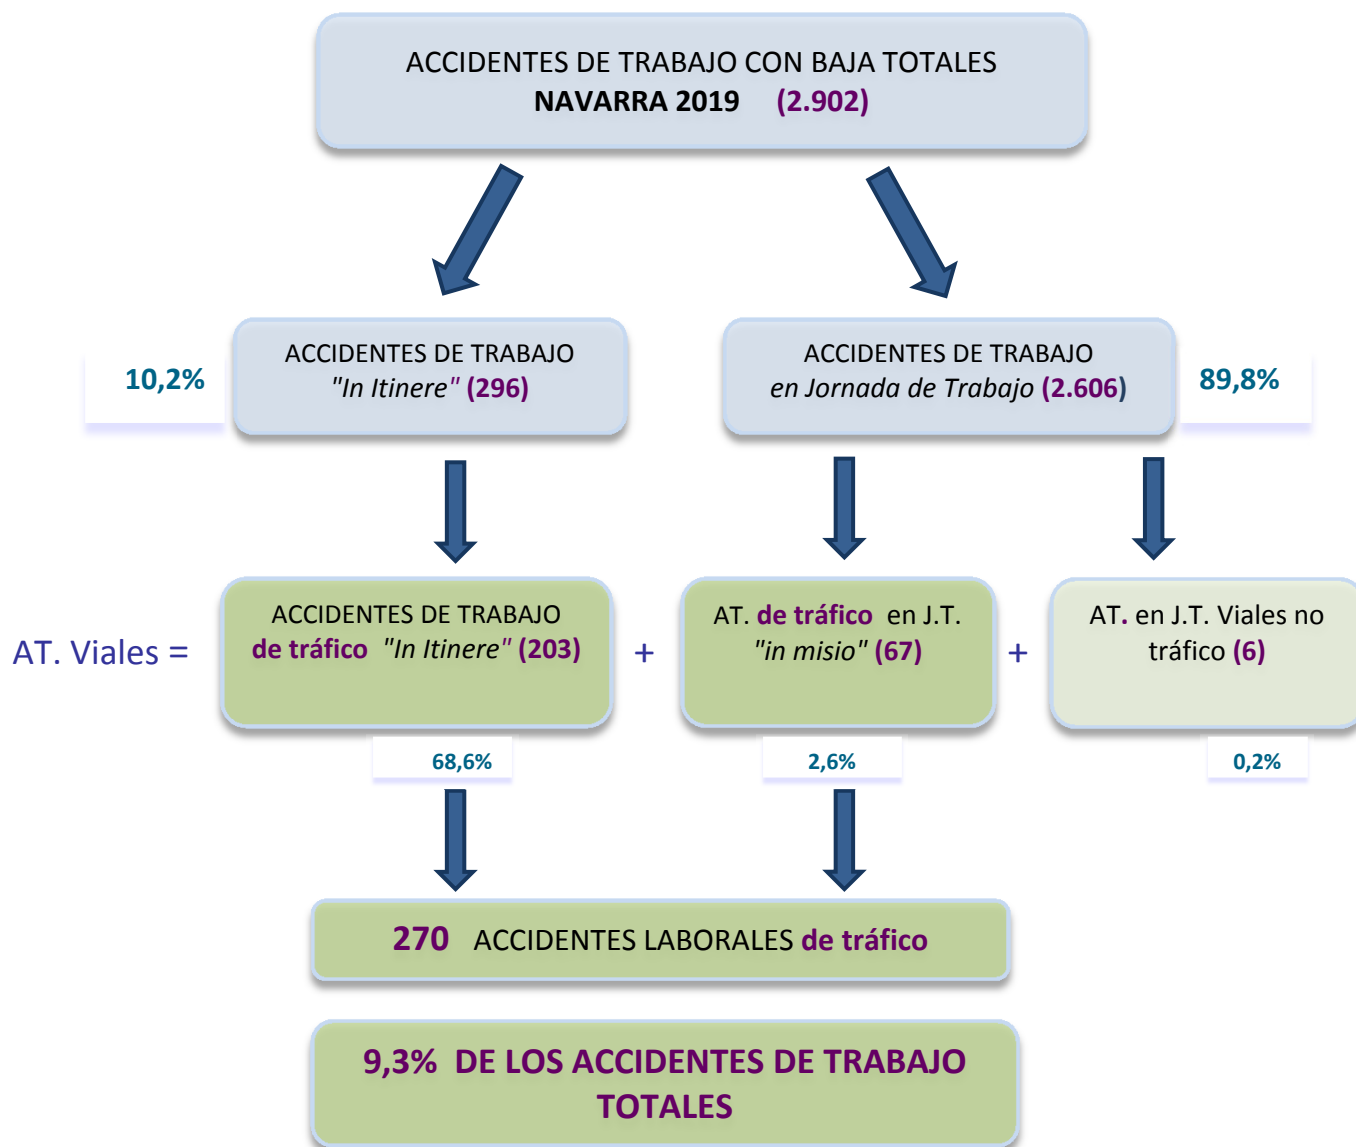 ACCIDENTES DE TRABAJO CON BAJA TOTALES
NAVARRA 2019 (2.902)
10,2%
ACCIDENTES DE TRABAJO
"In Itinere" (296)
ACCIDENTES DE TRABAJO
en Jornada de Trabajo (2.606)
89,8%
AT. Viales =
ACCIDENTES DE TRABAJO
de tráfico "In Itinere" (203)
+
AT. de tráfico en J.T.
"in misio" (67)
+
AT. en J.T. Viales no
tráfico (6)
68,6%
2,6%
0,2%
270 ACCIDENTES LABORALES de tráfico
9,3% DE LOS ACCIDENTES DE TRABAJO
TOTALES